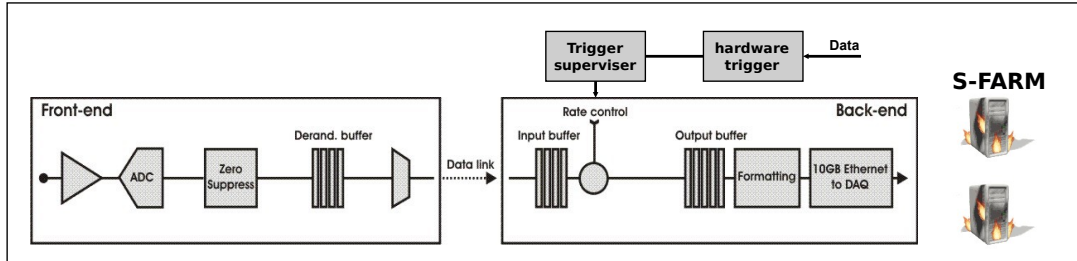 Trigger
superviser
hardware
trigger
Data
S-FARM
Front-end
Back-end
Rate control
Derand. buffer
Input buffer
Output buffer
Data link
ADC
Zero
Suppress
Formatting
10GB Ethernet
to DAQ